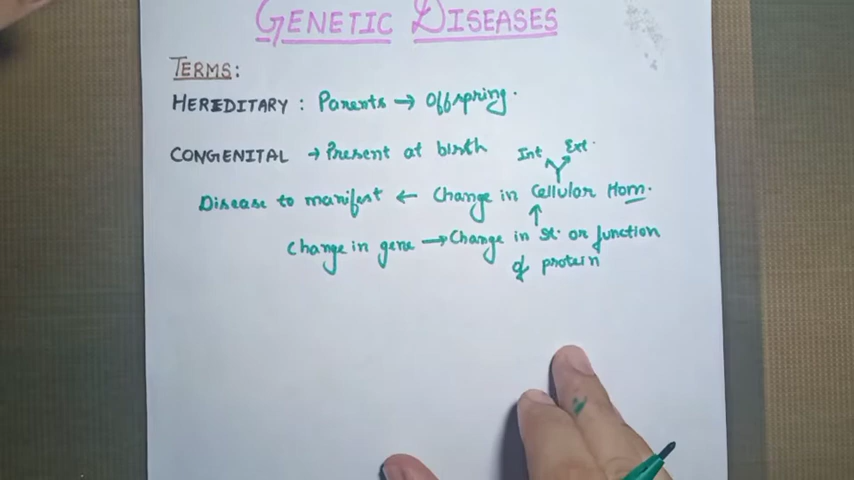 GENETIC DISEASES
TERMS:
HEREDITARY : Parents → Offspring.
CONGENITAL → Present at birth
Int Ext.
Disease to manifest ← Change in Cellular Hom.
Change in gene → Change in St. or function
of protein